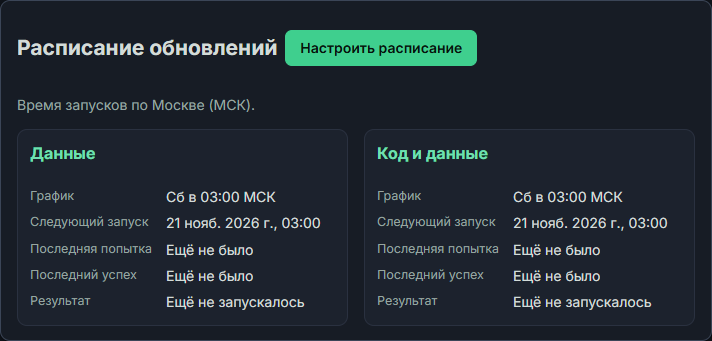 Расписание обновлений
Настроить расписание
Время запусков по Москве (МСК).
Данные
График Сб в 03:00 МСК
Следующий запуск 21 нояб. 2026 г., 03:00
Последняя попытка Ещё не было
Последний успех Ещё не было
Результат Ещё не запускалось
Код и данные
График Сб в 03:00 МСК
Следующий запуск 21 нояб. 2026 г., 03:00
Последняя попытка Ещё не было
Последний успех Ещё не было
Результат Ещё не запускалось